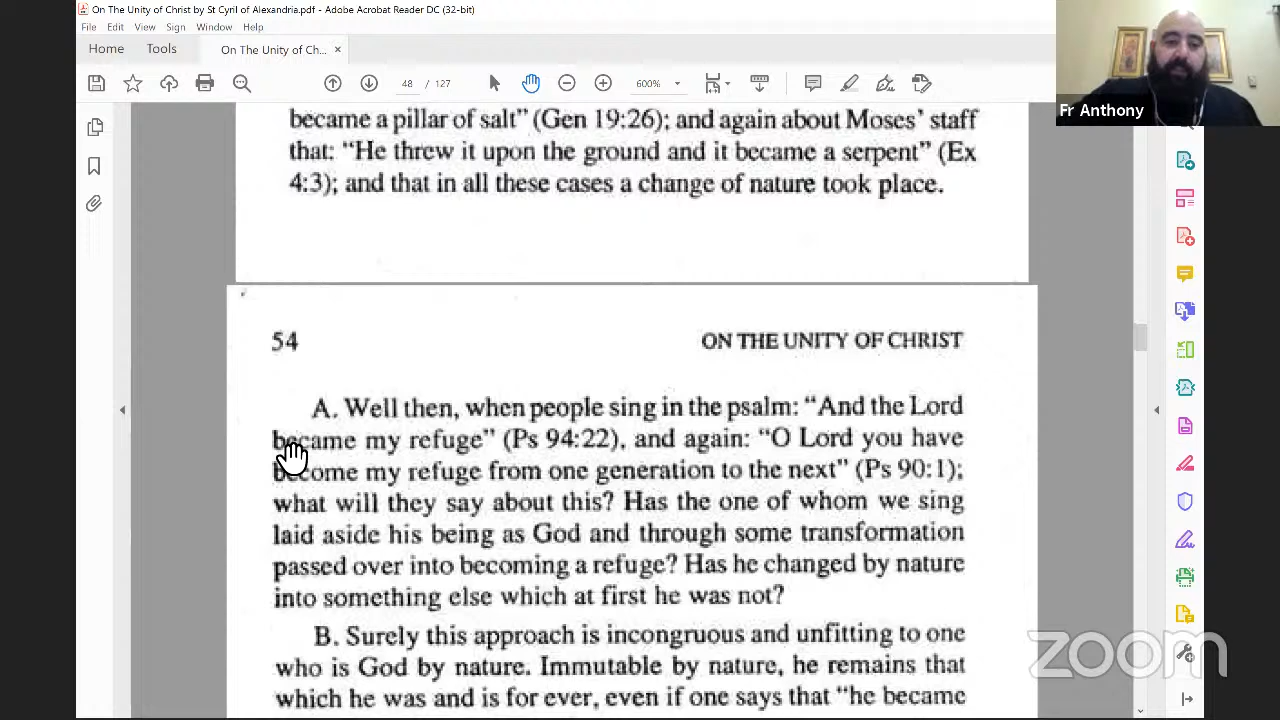 On The Unity of Christ by St Cyril of Alexandria.pdf - Adobe Acrobat Reader DC (32-bit)
File Edit View Sign Window Help
Home Tools On The Unity of Ch... ×
48 / 127 600%
Fr Anthony
became a pillar of salt” (Gen 19:26); and again about Moses’ staff
that: “He threw it upon the ground and it became a serpent” (Ex
4:3); and that in all these cases a change of nature took place.
54 ON THE UNITY OF CHRIST
A. Well then, when people sing in the psalm: “And the Lord
became my refuge” (Ps 94:22), and again: “O Lord you have
become my refuge from one generation to the next” (Ps 90:1);
what will they say about this? Has the one of whom we sing
laid aside his being as God and through some transformation
passed over into becoming a refuge? Has he changed by nature
into something else which at first he was not?
B. Surely this approach is incongruous and unfitting to one
who is God by nature. Immutable by nature, he remains that
which he was and is for ever, even if one says that “he became
zoom